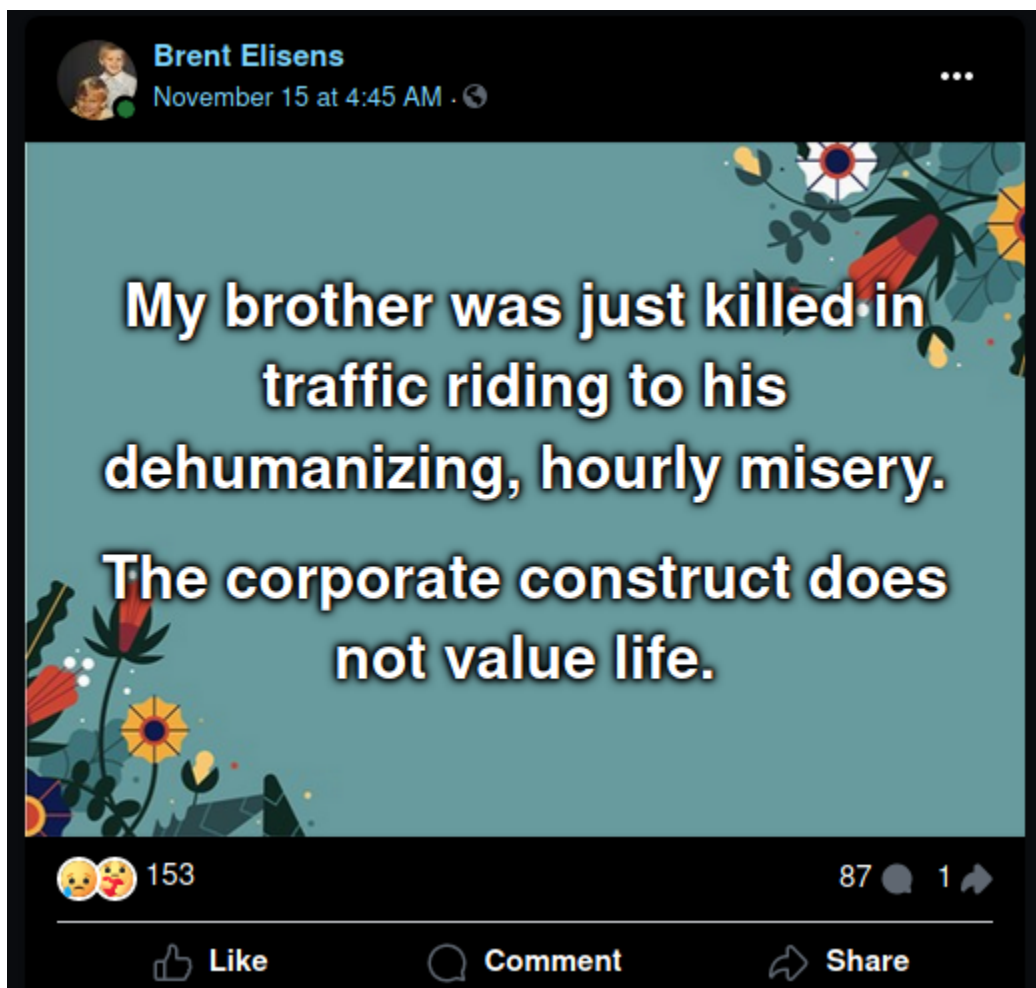 Brent Elisens
November 15 at 4:45 AM ·
My brother was just killed in
traffic riding to his
dehumanizing, hourly misery.
The corporate construct does
not value life.
153
87
1
Like
Comment
Share